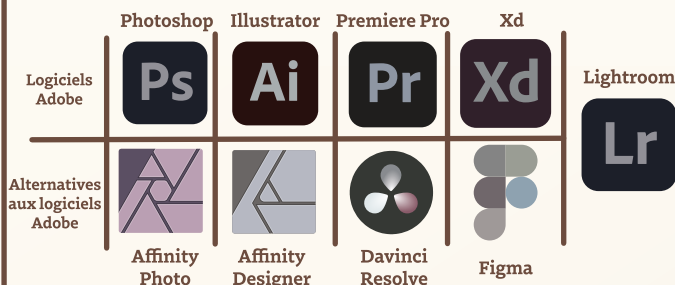 Photoshop Illustrator Premiere Pro Xd
Lightroom
Logiciels
Adobe
Ps Ai Pr Xd
Lr
Alternatives
aux logiciels
Adobe
Affinity
Photo
Affinity
Designer
Davinci
Resolve
Figma